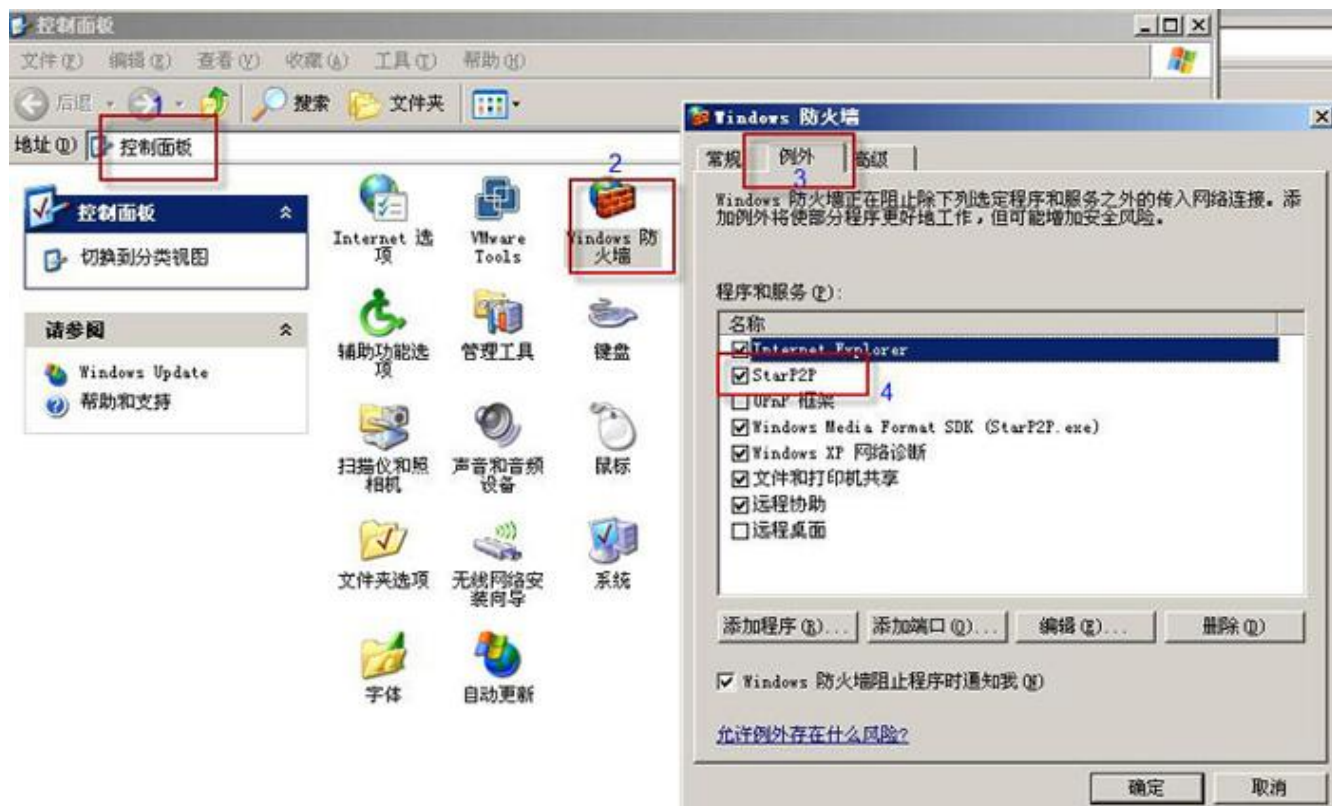 控制面板
文件(F) 编辑(E) 查看(V) 收藏(A) 工具(T) 帮助(H)
后退 1 搜索 文件夹
地址(D) 控制面板
控制面板
切换到分类视图
请参阅
Windows Update
帮助和支持
2
Internet 选
项
VMware
Tools
Windows 防
火墙
辅助功能选
项
管理工具
键盘
扫描仪和照
相机
声音和音频
设备
鼠标
文件夹选项
无线网络安
装向导
系统
字体
自动更新
Windows 防火墙
常规 例外 高级
3
Windows 防火墙正在阻止除下列选定程序和服务之外的传入网络连接。添
加例外将使部分程序更好地工作，但可能增加安全风险。
程序和服务(P):
名称
Internet Explorer
StarP2P
4
UPnP 框架
Windows Media Format SDK (StarP2P.exe)
Windows XP 网络诊断
文件和打印机共享
远程协助
远程桌面
添加程序(R)... 添加端口(O)... 编辑(E)... 删除(D)
Windows 防火墙阻止程序时通知我(N)
允许例外存在什么风险?
确定 取消